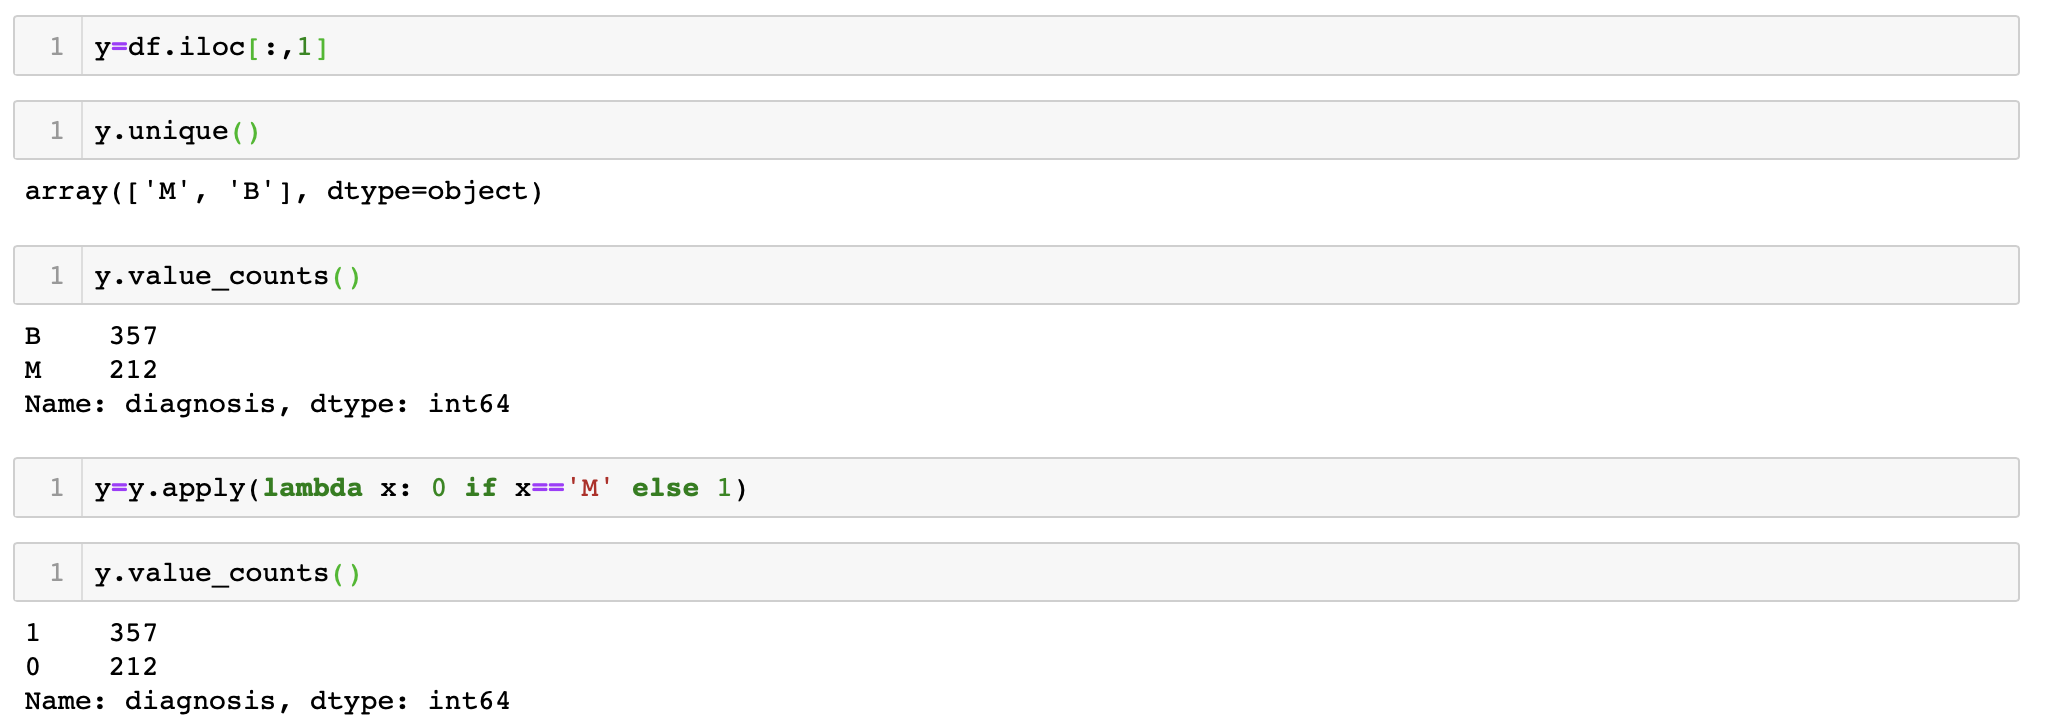 1 y=df.iloc[:,1]
1 y.unique()
array(['M', 'B'], dtype=object)
1 y.value_counts()
B     357
M     212
Name: diagnosis, dtype: int64
1 y=y.apply(lambda x: 0 if x=='M' else 1)
1 y.value_counts()
1     357
0     212
Name: diagnosis, dtype: int64